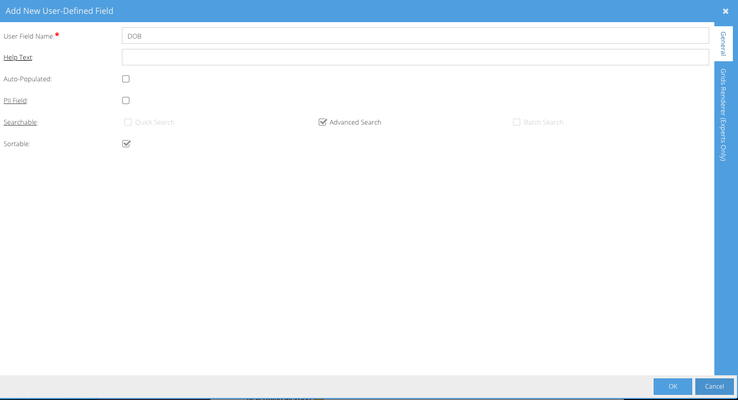 Add New User-Defined Field
User Field Name:*
DOB
Help Text:
Auto-Populated:
PII Field:
Searchable:
Quick Search
Advanced Search
Batch Search
Sortable:
General
Grids Renderer (Experts Only)
OK
Cancel